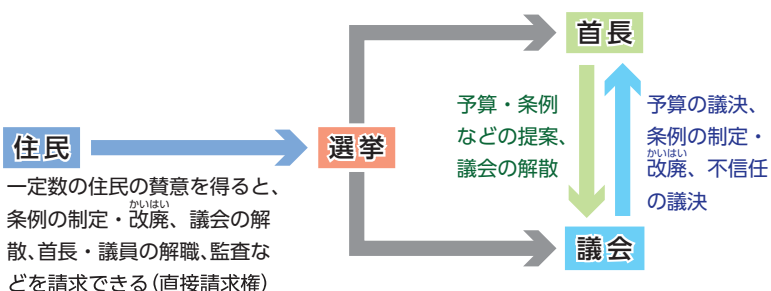 首長
予算・条例
などの提案、
議会の解散
予算の議決、
条例の制定・
かいはい
改廃、不信任
の議決
住民
選挙
一定数の住民の賛意を得ると、
かいはい
条例の制定・改廃、議会の解
散、首長・議員の解職、監査な
どを請求できる(直接請求権)
議会